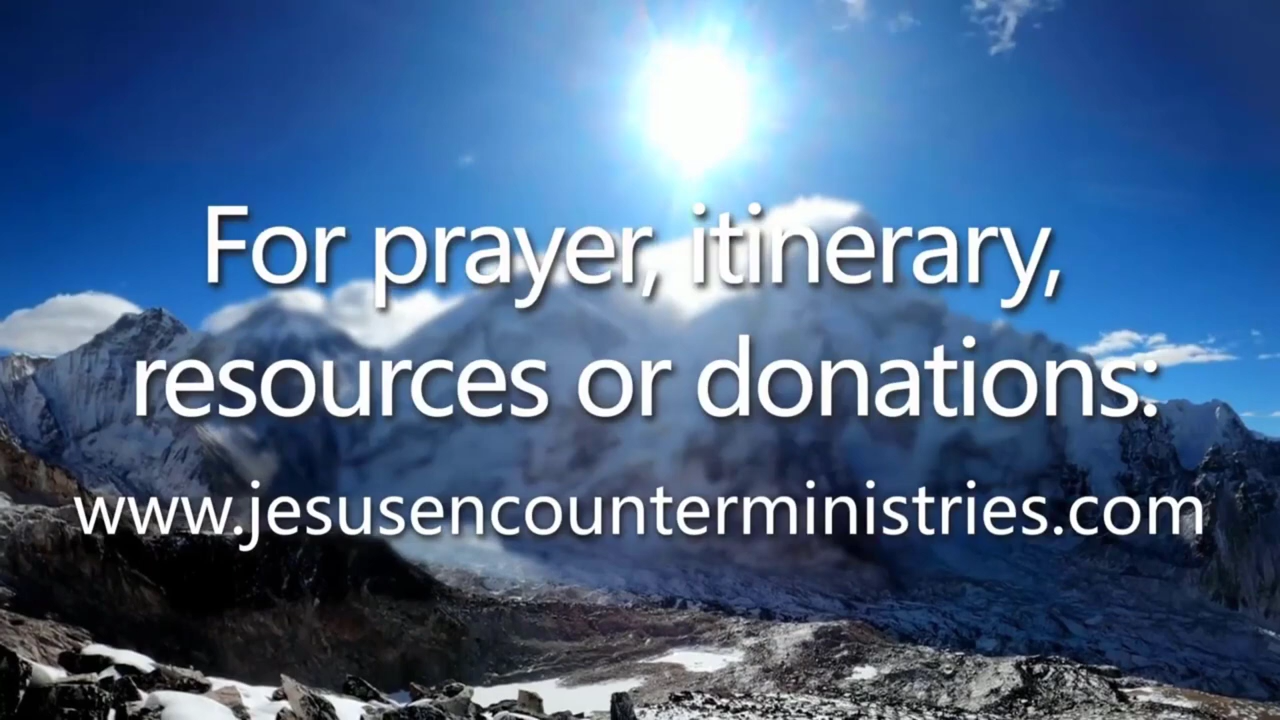 For prayer, itinerary,
resources or donations:
www.jesusencounterministries.com